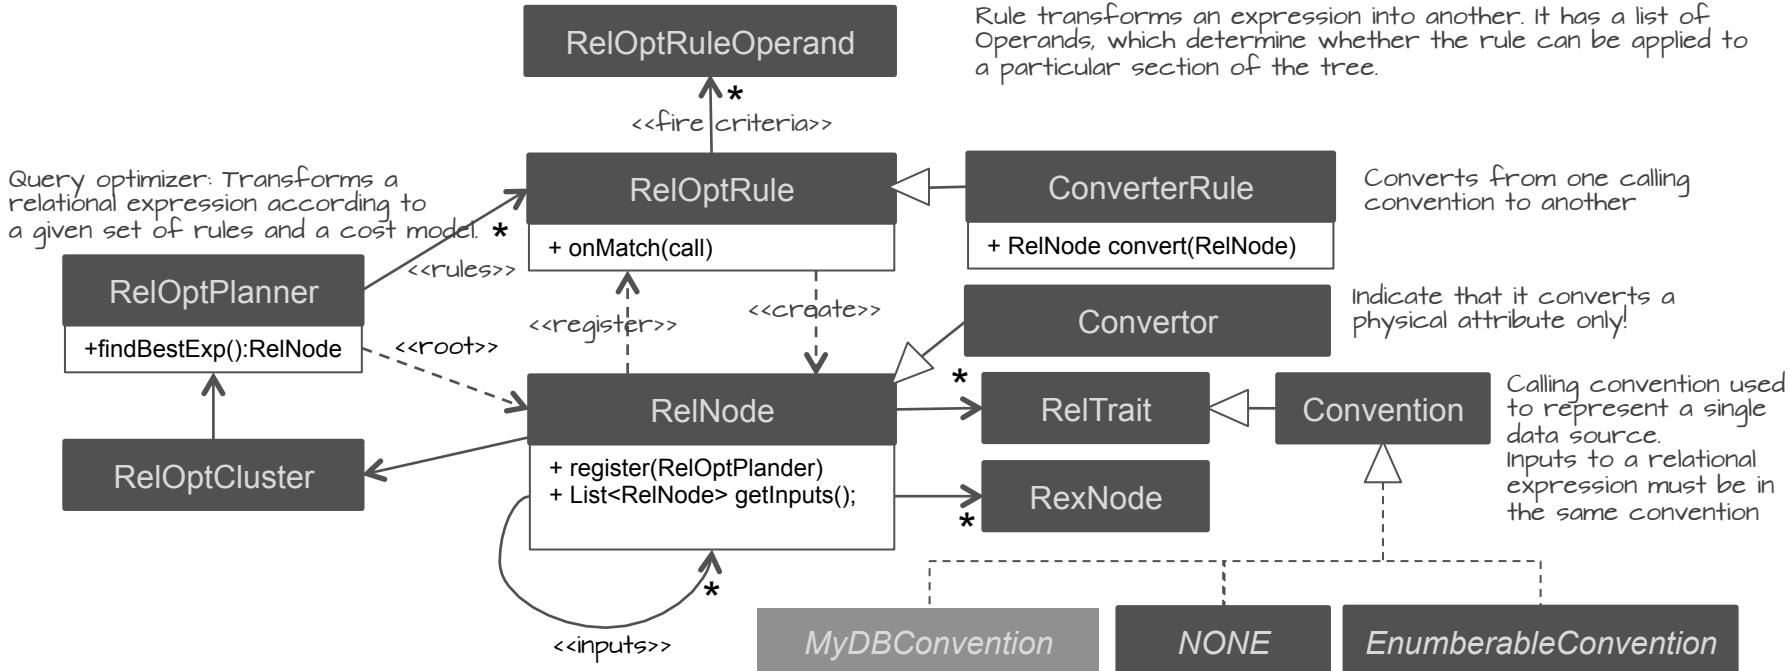 RelOptRuleOperand
Rule transforms an expression into another. It has a list of
Operands, which determine whether the rule can be applied to
a particular section of the tree.
*
<<fire criteria>>
Query optimizer: Transforms a
relational expression according to
a given set of rules and a cost model.
*
RelOptRule
+ onMatch(call)
ConverterRule
+ RelNode convert(RelNode)
Converts from one calling
convention to another
<<rules>>
RelOptPlanner
+findBestExp():RelNode
<<register>>
<<create>>
Convertor
Indicate that it converts a
physical attribute only!
<<root>>
RelNode
+ register(RelOptPlander)
+ List<RelNode> getInputs();
*
RelTrait
Convention
Calling convention used
to represent a single
data source.
Inputs to a relational
expression must be in
the same convention
RelOptCluster
RexNode
*
*
<<inputs>>
MyDBConvention
NONE
EnumberableConvention